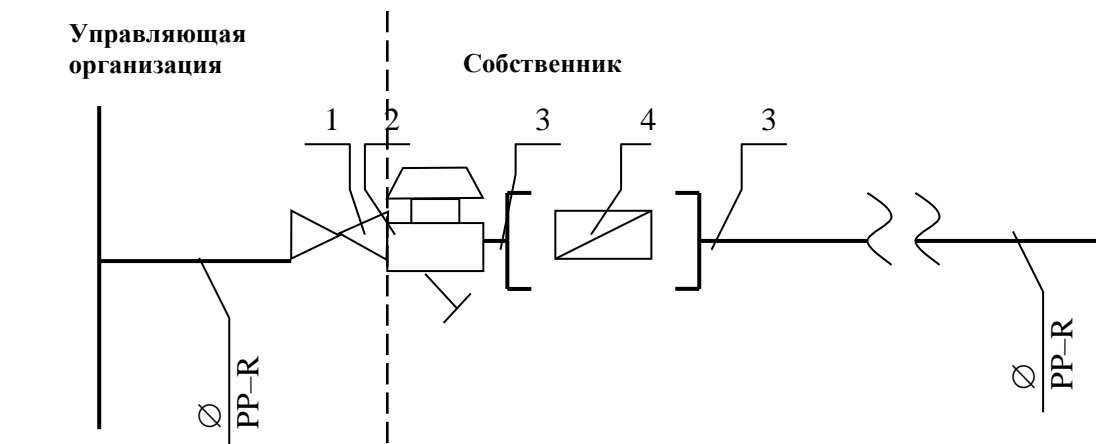 Управляющая
организация
Собственник
1
2
3
4
3
∅
PP–R
∅
PP–R